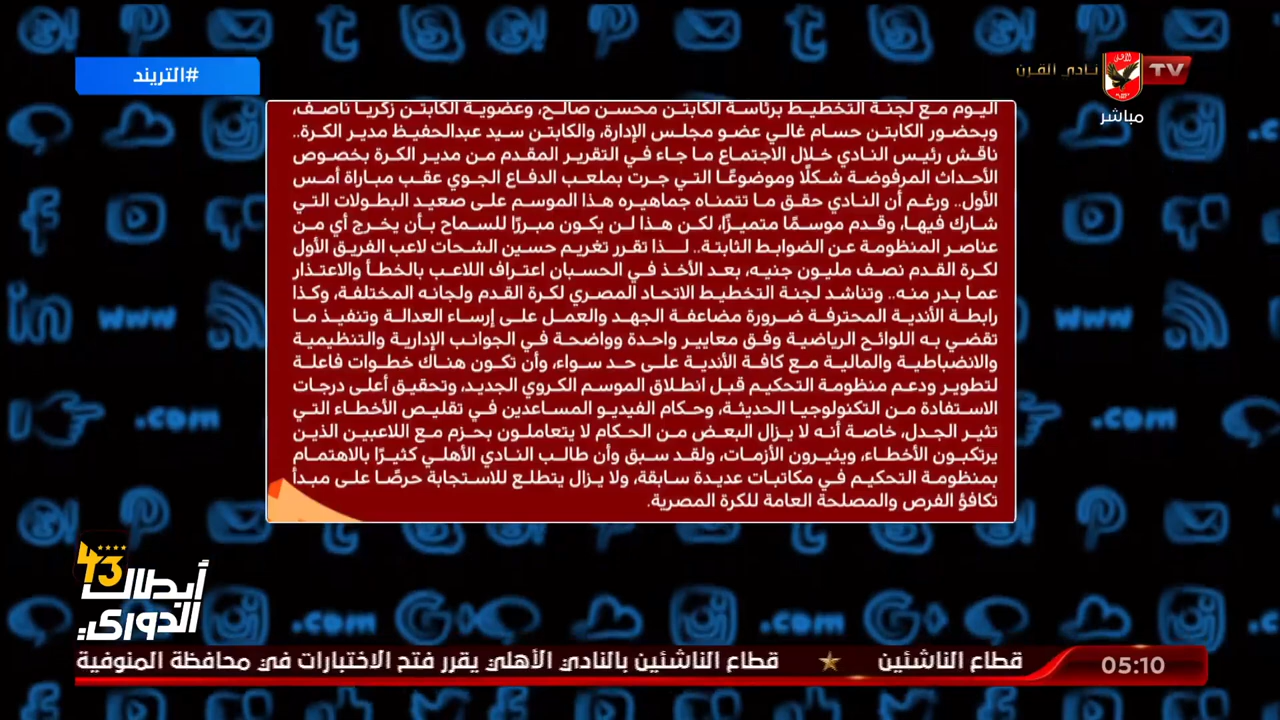 #التريند
نادي القرن
الأهلي
TV
مباشر
اليوم مع لجنة التخطيط برئاسة الكابتن محسن صالح، وعضوية الكابتن زكريا ناصف،
وبحضور الكابتن حسام غالي عضو مجلس الإدارة، والكابتن سيد عبدالحفيظ مدير الكرة..
ناقش رئيس النادي خلال الاجتماع ما جاء في التقرير المقدم من مدير الكرة بخصوص
الأحداث المرفوضة شكلًا وموضوعًا التي جرت بملعب الدفاع الجوي عقب مباراة أمس
الأول.. ورغم أن النادي حقق ما تتمناه جماهيره هذا الموسم على صعيد البطولات التي
شارك فيها، وقدم موسمًا متميزًا، لكن هذا لن يكون مبررًا للسماح بأن يخرج أي من
عناصر المنظومة عن الضوابط الثابتة.. لـذا تقرر تغريم حسين الشحات لاعب الفريق الأول
لكرة القدم نصف مليون جنيه، بعد الأخذ في الحسبان اعتراف اللاعب بالخطأ والاعتذار
عما بدر منه.. وتناشد لجنة التخطيط الاتحاد المصري لكرة القدم ولجانه المختلفة، وكذا
رابطة الأندية المحترفة ضرورة مضاعفة الجهد والعمل على إرساء العدالة وتنفيذ ما
تقضي به اللوائح الرياضية وفق معايير واحدة وواضحة في الجوانب الإدارية والتنظيمية
والانضباطية والمالية مع كافة الأندية على حد سواء، وأن تكون هناك خطوات فاعلة
لتطوير ودعم منظومة التحكيم قبل انطلاق الموسم الكروي الجديد، وتحقيق أعلى درجات
الاستفادة من التكنولوجيا الحديثة، وحكام الفيديو المساعدين في تقليص الأخطاء التي
تثير الجدل، خاصة أنه لا يزال البعض من الحكام لا يتعاملون بحزم مع اللاعبين الذين
يرتكبون الأخطاء، ويثيرون الأزمات، ولقد سبق وأن طالب النادي الأهلي كثيرًا بالاهتمام
بمنظومة التحكيم في مكاتبات عديدة سابقة، ولا يزال يتطلع للاستجابة حرصًا على مبدأ
تكافؤ الفرص والمصلحة العامة للكرة المصرية.
www
www
.com
.com
.com
.com
43
أبطال
الدوري
05:10
قطاع الناشئين
قطاع الناشئين بالنادي الأهلي يقرر فتح الاختبارات في محافظة المنوفية